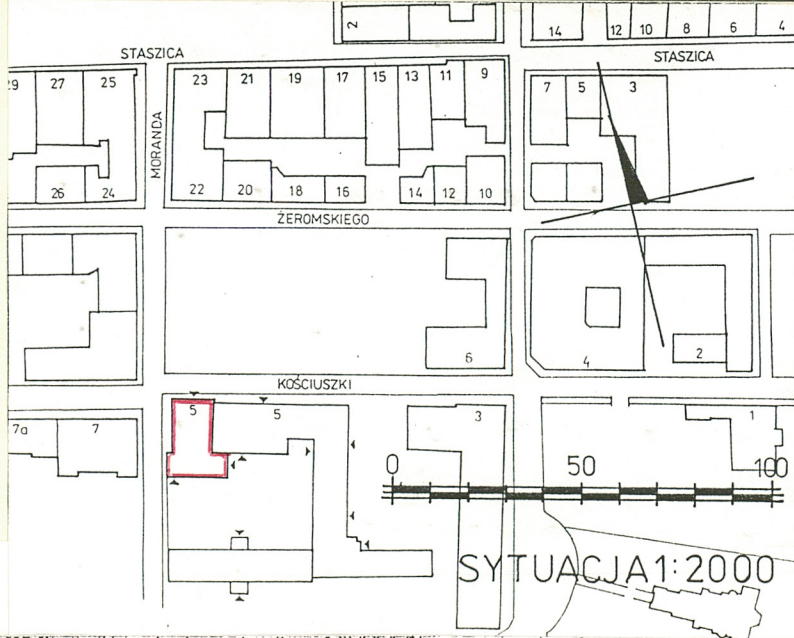 2 14 12 10 8 6 4
STASZICA STASZICA
29 27 25 23 21 19 17 15 13 11 9 7 5 3
MORANDA
26 24 22 20 18 16 14 12 10
ŻEROMSKIEGO
6 4 2
KOŚCIUSZKI
7a 7 5 5 3 1
0 50 100
SYTUACJA 1:2000